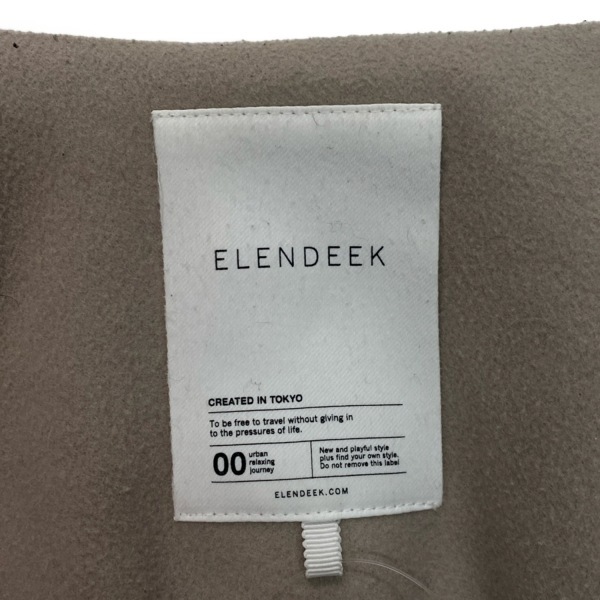 ELENDEEK
CREATED IN TOKYO
To be free to travel without giving in
to the pressures of life.
00
urban
relaxing
journey
New and playful style
plus find your own style.
Do not remove this label
ELENDEEK.COM